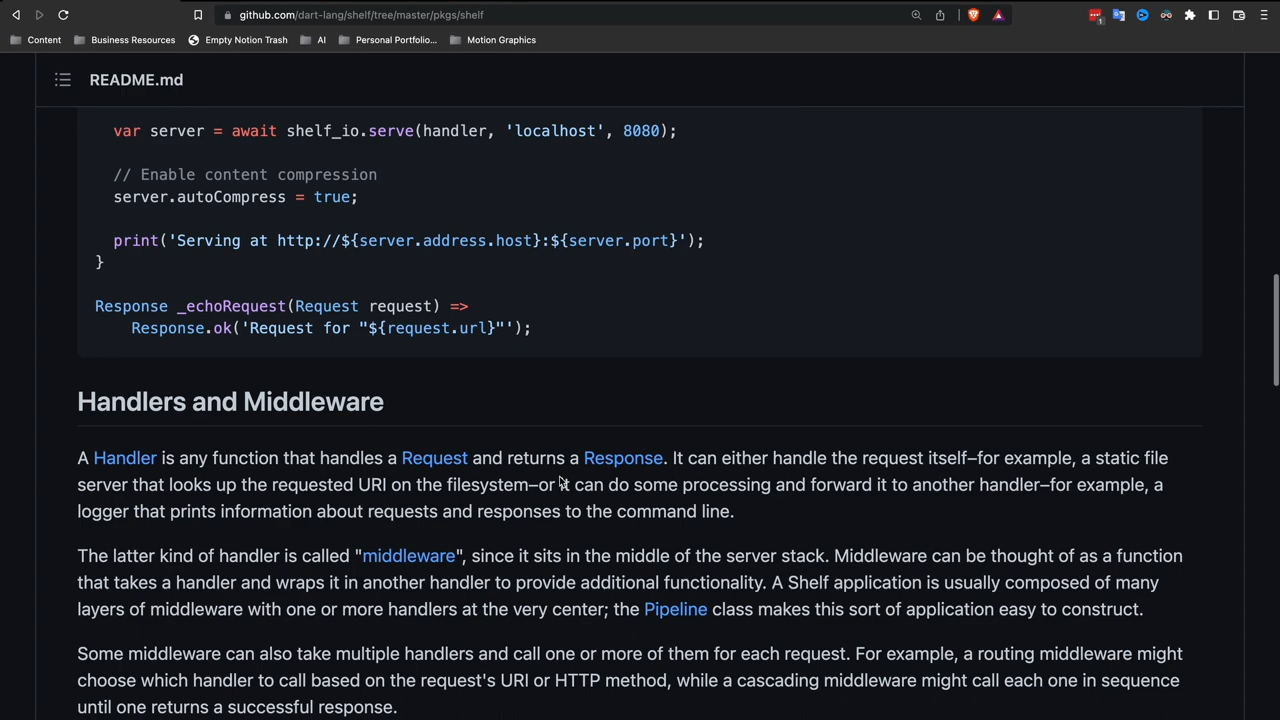 github.com/dart-lang/shelf/tree/master/pkgs/shelf
1
Content Business Resources Empty Notion Trash AI Personal Portfolio... Motion Graphics
README.md
var server = await shelf_io.serve(handler, 'localhost', 8080);
// Enable content compression
server.autoCompress = true;
print('Serving at http://${server.address.host}:${server.port}');
}
Response _echoRequest(Request request) =>
Response.ok('Request for "${request.url}"');
Handlers and Middleware
A Handler is any function that handles a Request and returns a Response. It can either handle the request itself–for example, a static file
server that looks up the requested URI on the filesystem–or it can do some processing and forward it to another handler–for example, a
logger that prints information about requests and responses to the command line.
The latter kind of handler is called "middleware", since it sits in the middle of the server stack. Middleware can be thought of as a function
that takes a handler and wraps it in another handler to provide additional functionality. A Shelf application is usually composed of many
layers of middleware with one or more handlers at the very center; the Pipeline class makes this sort of application easy to construct.
Some middleware can also take multiple handlers and call one or more of them for each request. For example, a routing middleware might
choose which handler to call based on the request's URI or HTTP method, while a cascading middleware might call each one in sequence
until one returns a successful response.